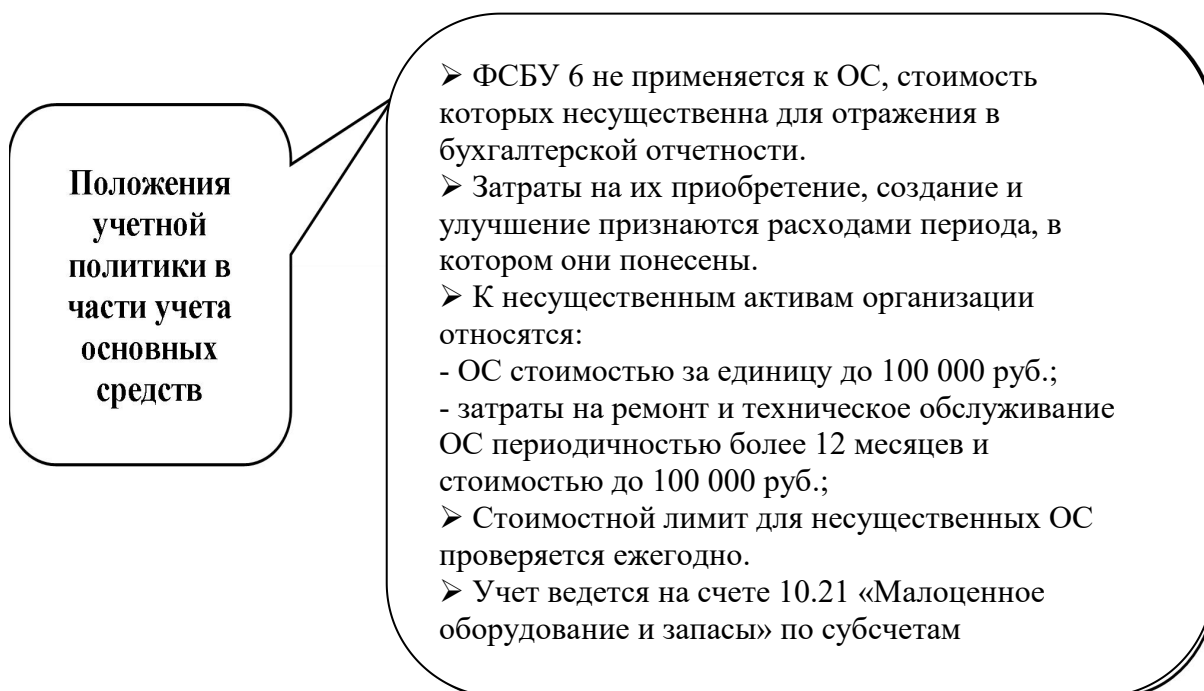 Положения
учетной
политики в
части учета
основных
средств
➢ ФСБУ 6 не применяется к ОС, стоимость
которых несущественна для отражения в
бухгалтерской отчетности.
➢ Затраты на их приобретение, создание и
улучшение признаются расходами периода, в
котором они понесены.
➢ К несущественным активам организации
относятся:
- ОС стоимостью за единицу до 100 000 руб.;
- затраты на ремонт и техническое обслуживание
ОС периодичностью более 12 месяцев и
стоимостью до 100 000 руб.;
➢ Стоимостной лимит для несущественных ОС
проверяется ежегодно.
➢ Учет ведется на счете 10.21 «Малоценное
оборудование и запасы» по субсчетам